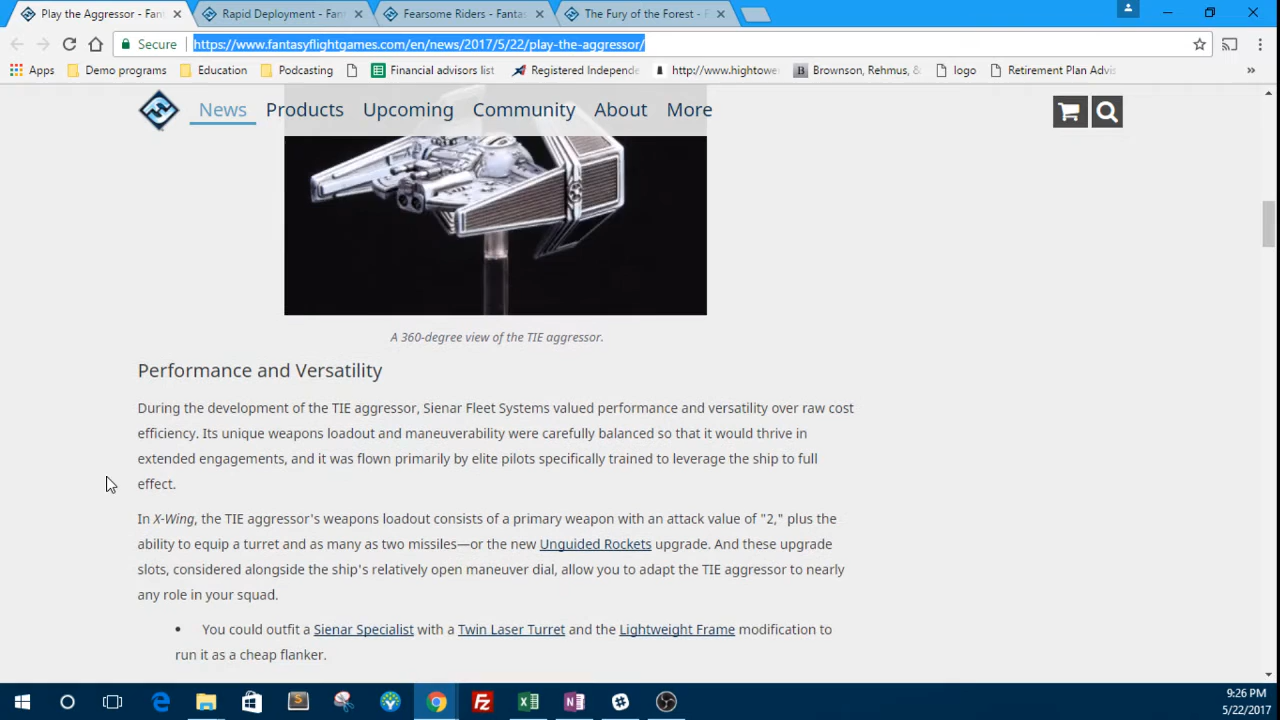 Play the Aggressor - Fan
Rapid Deployment - Fan
Fearsome Riders - Fanta
The Fury of the Forest - F
Secure
https://www.fantasyflightgames.com/en/news/2017/5/22/play-the-aggressor/
Apps
Demo programs
Education
Podcasting
Financial advisors list
Registered Independe
http://www.hightowe
Brownson, Rehmus, &
logo
Retirement Plan Advis
»
News
Products
Upcoming
Community
About
More
A 360-degree view of the TIE aggressor.
Performance and Versatility
During the development of the TIE aggressor, Sienar Fleet Systems valued performance and versatility over raw cost
efficiency. Its unique weapons loadout and maneuverability were carefully balanced so that it would thrive in
extended engagements, and it was flown primarily by elite pilots specifically trained to leverage the ship to full
effect.
In X-Wing, the TIE aggressor's weapons loadout consists of a primary weapon with an attack value of "2," plus the
ability to equip a turret and as many as two missiles—or the new Unguided Rockets upgrade. And these upgrade
slots, considered alongside the ship's relatively open maneuver dial, allow you to adapt the TIE aggressor to nearly
any role in your squad.
• You could outfit a Sienar Specialist with a Twin Laser Turret and the Lightweight Frame modification to
run it as a cheap flanker.
9:26 PM
5/22/2017